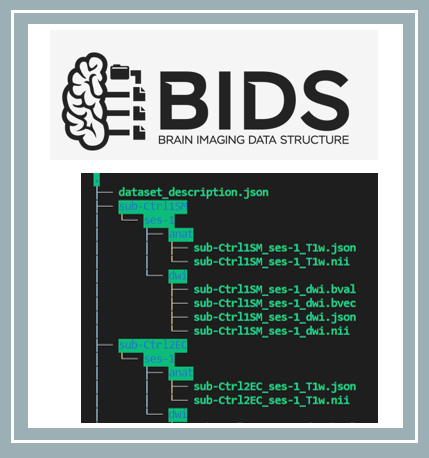 BIDS
BRAIN IMAGING DATA STRUCTURE
.
├── dataset_description.json
├── sub-Ctrl1SM
│   └── ses-1
│       ├── anat
│       │   ├── sub-Ctrl1SM_ses-1_T1w.json
│       │   └── sub-Ctrl1SM_ses-1_T1w.nii
│       └── dwi
│           ├── sub-Ctrl1SM_ses-1_dwi.bval
│           ├── sub-Ctrl1SM_ses-1_dwi.bvec
│           ├── sub-Ctrl1SM_ses-1_dwi.json
│           └── sub-Ctrl1SM_ses-1_dwi.nii
├── sub-Ctrl2EC
│   └── ses-1
│       ├── anat
│       │   ├── sub-Ctrl2EC_ses-1_T1w.json
│       │   └── sub-Ctrl2EC_ses-1_T1w.nii
│       └── dwi